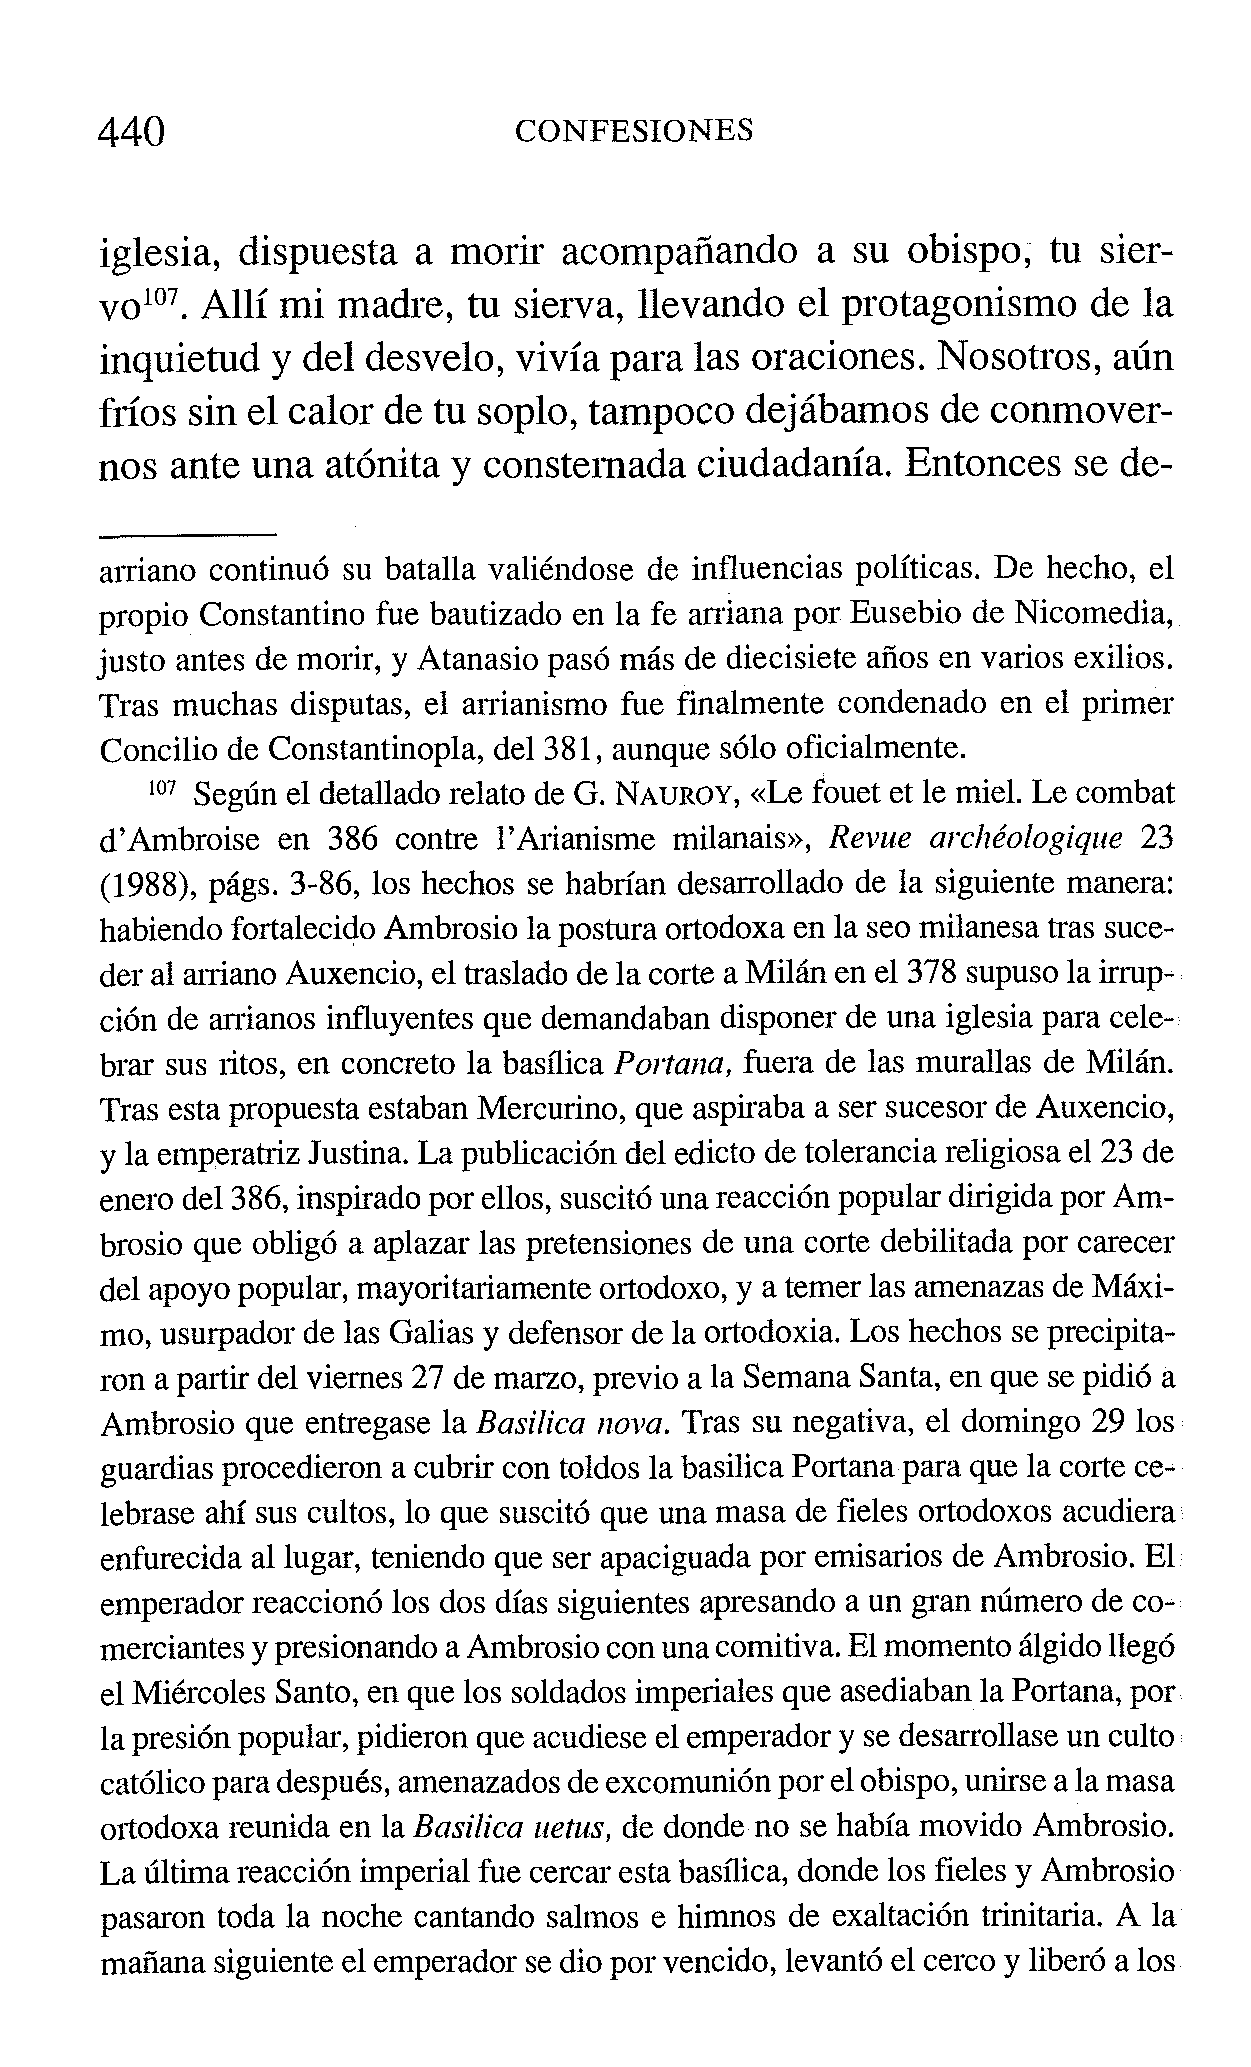 440 CONFESIONES
iglesia, dispuesta a morir acompañando a su obispo, tu sier-
vo¹⁰⁷. Allí mi madre, tu sierva, llevando el protagonismo de la
inquietud y del desvelo, vivía para las oraciones. Nosotros, aún
fríos sin el calor de tu soplo, tampoco dejábamos de conmover-
nos ante una atónita y consternada ciudadanía. Entonces se de-
arriano continuó su batalla valiéndose de influencias políticas. De hecho, el
propio Constantino fue bautizado en la fe arriana por Eusebio de Nicomedia,
justo antes de morir, y Atanasio pasó más de diecisiete años en varios exilios.
Tras muchas disputas, el arrianismo fue finalmente condenado en el primer
Concilio de Constantinopla, del 381, aunque sólo oficialmente.
¹⁰⁷ Según el detallado relato de G. NAUROY, «Le fouet et le miel. Le combat
d'Ambroise en 386 contre l'Arianisme milanais», Revue archéologique 23
(1988), págs. 3-86, los hechos se habrían desarrollado de la siguiente manera:
habiendo fortalecido Ambrosio la postura ortodoxa en la seo milanesa tras suce-
der al arriano Auxencio, el traslado de la corte a Milán en el 378 supuso la irrup-
ción de arrianos influyentes que demandaban disponer de una iglesia para cele-
brar sus ritos, en concreto la basílica Portana, fuera de las murallas de Milán.
Tras esta propuesta estaban Mercurino, que aspiraba a ser sucesor de Auxencio,
y la emperatriz Justina. La publicación del edicto de tolerancia religiosa el 23 de
enero del 386, inspirado por ellos, suscitó una reacción popular dirigida por Am-
brosio que obligó a aplazar las pretensiones de una corte debilitada por carecer
del apoyo popular, mayoritariamente ortodoxo, y a temer las amenazas de Máxi-
mo, usurpador de las Galias y defensor de la ortodoxia. Los hechos se precipita-
ron a partir del viernes 27 de marzo, previo a la Semana Santa, en que se pidió a
Ambrosio que entregase la Basilica nova. Tras su negativa, el domingo 29 los
guardias procedieron a cubrir con toldos la basilica Portana para que la corte ce-
lebrase ahí sus cultos, lo que suscitó que una masa de fieles ortodoxos acudiera
enfurecida al lugar, teniendo que ser apaciguada por emisarios de Ambrosio. El
emperador reaccionó los dos días siguientes apresando a un gran número de co-
merciantes y presionando a Ambrosio con una comitiva. El momento álgido llegó
el Miércoles Santo, en que los soldados imperiales que asediaban la Portana, por
la presión popular, pidieron que acudiese el emperador y se desarrollase un culto
católico para después, amenazados de excomunión por el obispo, unirse a la masa
ortodoxa reunida en la Basilica uetus, de donde no se había movido Ambrosio.
La última reacción imperial fue cercar esta basílica, donde los fieles y Ambrosio
pasaron toda la noche cantando salmos e himnos de exaltación trinitaria. A la
mañana siguiente el emperador se dio por vencido, levantó el cerco y liberó a los